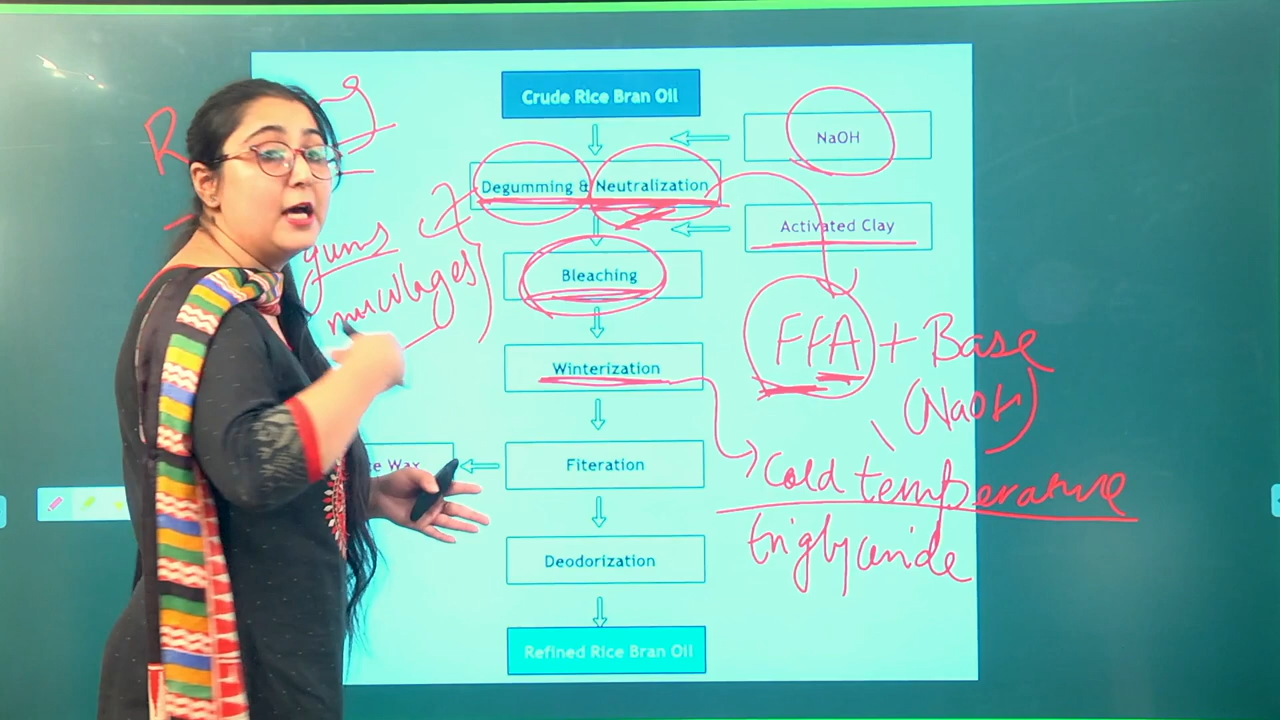 Crude Rice Bran Oil
NaOH
Degumming & Neutralization
Activated Clay
gums
mucilages
Bleaching
FFA + Base
(NaOH)
Winterization
Cold temperature
triglyceride
Fiteration
Wax
Deodorization
Refined Rice Bran Oil